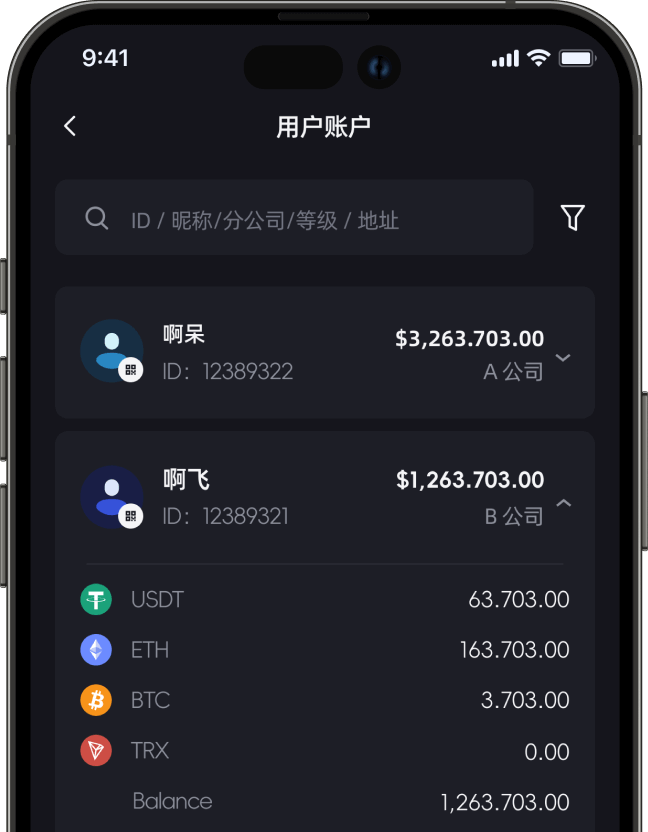 9:41
用户账户
ID / 昵称/分公司/等级 / 地址
啊呆 $3,263.703.00
ID：12389322 A 公司
啊飞 $1,263.703.00
ID：12389321 B 公司
USDT 63.703.00
ETH 163.703.00
BTC 3.703.00
TRX 0.00
Balance 1,263.703.00